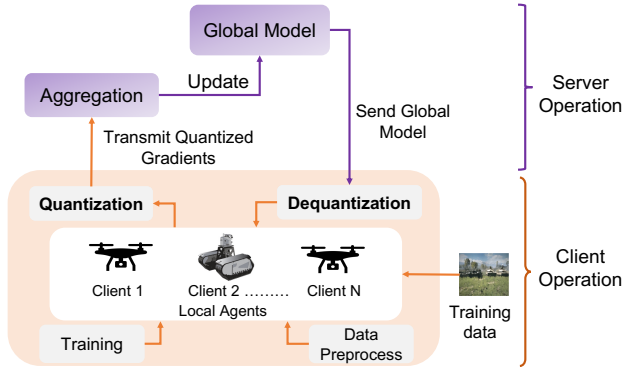 Global Model
Update
Aggregation
Server
Operation
Send Global
Model
Transmit Quantized
Gradients
Quantization
Dequantization
Client 1
Client 2 ........
Client N
Local Agents
Client
Operation
Training
data
Training
Data
Preprocess